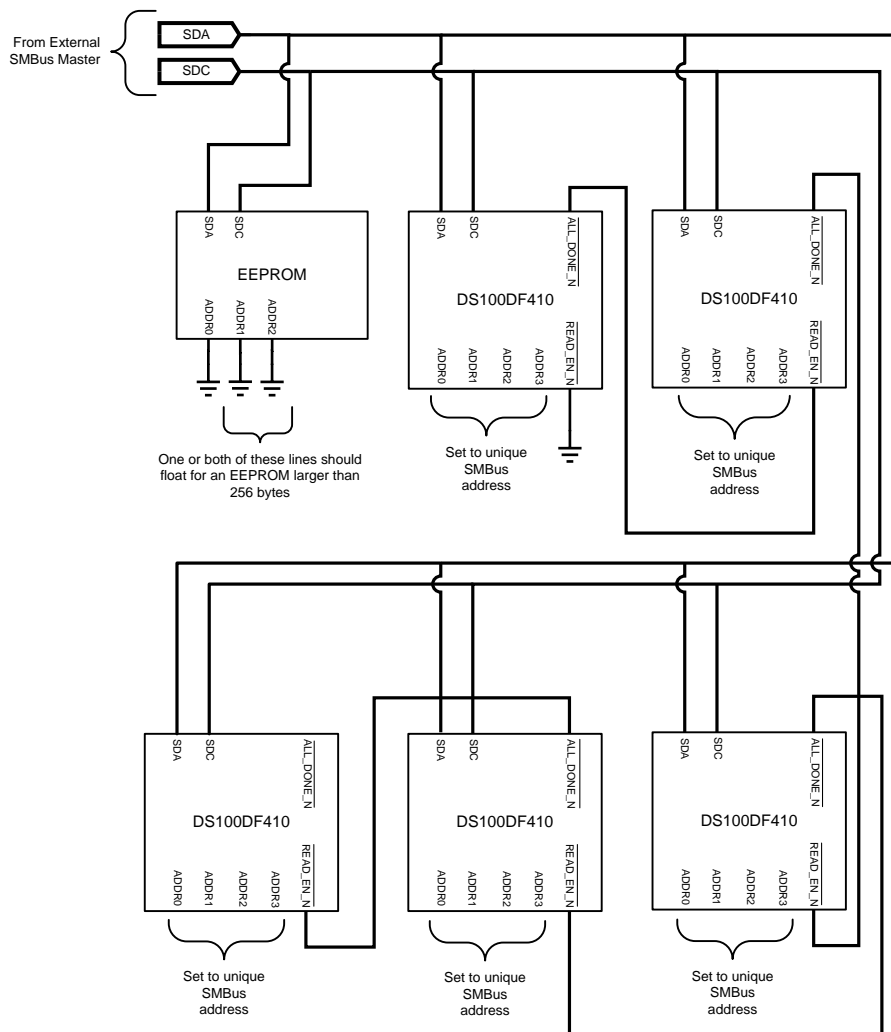 From External
SMBus Master
SDA
SDC
SDA
SDC
EEPROM
ADDR0
ADDR1
ADDR2
One or both of these lines should
float for an EEPROM larger than
256 bytes
SDA
SDC
ALL_DONE_N
DS100DF410
ADDR0
ADDR1
ADDR2
ADDR3
READ_EN_N
Set to unique
SMBus
address
SDA
SDC
ALL_DONE_N
DS100DF410
ADDR0
ADDR1
ADDR2
ADDR3
READ_EN_N
Set to unique
SMBus
address
SDA
SDC
ALL_DONE_N
DS100DF410
ADDR0
ADDR1
ADDR2
ADDR3
READ_EN_N
Set to unique
SMBus
address
SDA
SDC
ALL_DONE_N
DS100DF410
ADDR0
ADDR1
ADDR2
ADDR3
READ_EN_N
Set to unique
SMBus
address
SDA
SDC
ALL_DONE_N
DS100DF410
ADDR0
ADDR1
ADDR2
ADDR3
READ_EN_N
Set to unique
SMBus
address